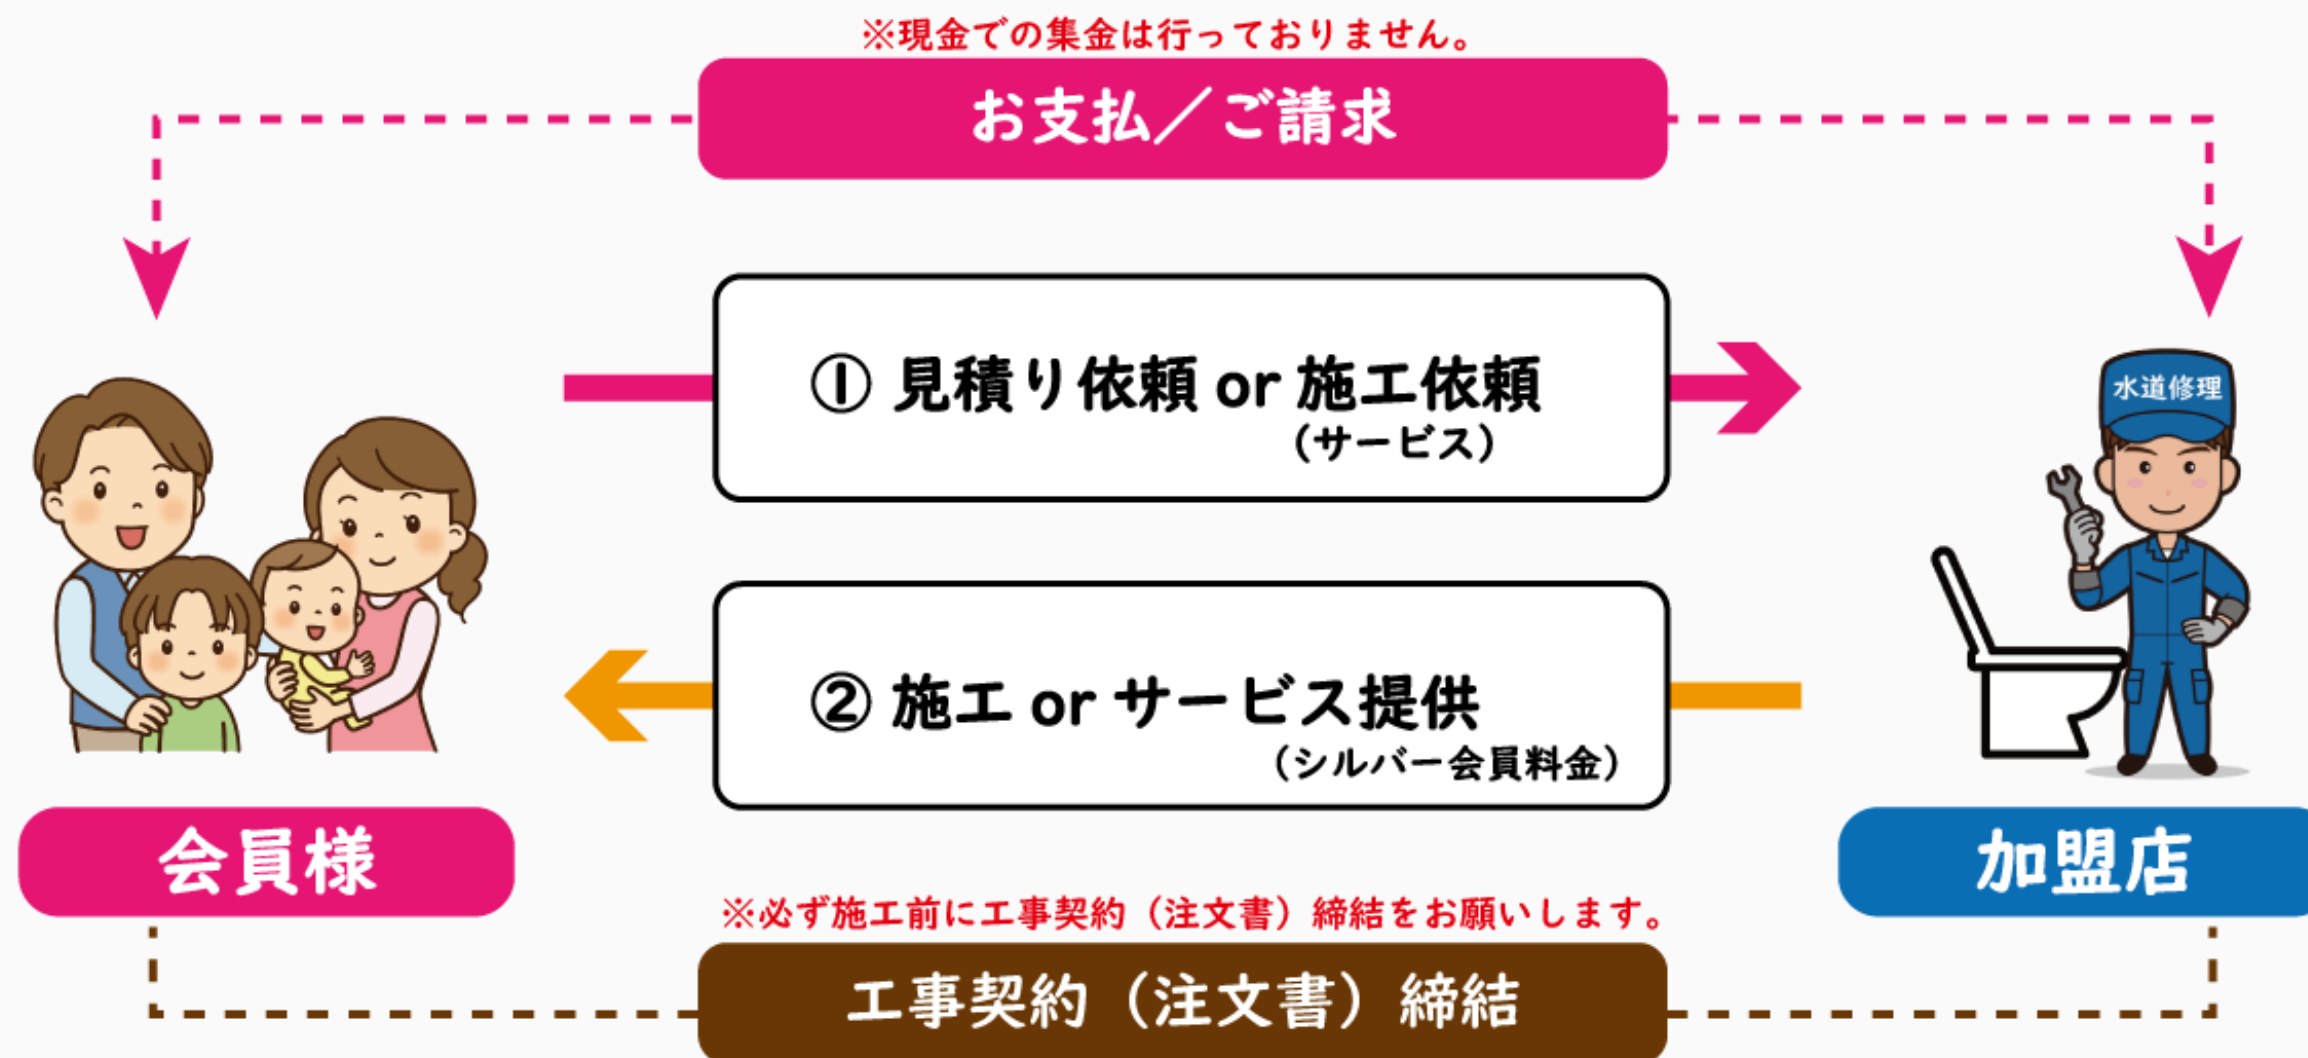 ※現金での集金は行っておりません。
お支払／ご請求
① 見積り依頼 or 施工依頼
（サービス）
水道修理
② 施工 or サービス提供
（シルバー会員料金）
会員様
加盟店
※必ず施工前に工事契約（注文書）締結をお願いします。
工事契約（注文書）締結